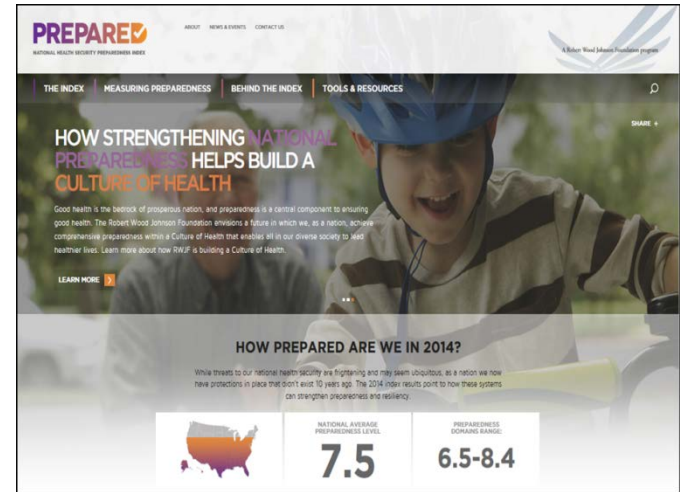 PREPARED
NATIONAL HEALTH SECURITY PREPAREDNESS INDEX
ABOUT NEWS & EVENTS CONTACT US
A Robert Wood Johnson Foundation program
THE INDEX MEASURING PREPAREDNESS BEHIND THE INDEX TOOLS & RESOURCES
SHARE +
HOW STRENGTHENING NATIONAL
PREPAREDNESS HELPS BUILD A
CULTURE OF HEALTH
Good health is the bedrock of prosperous nation, and preparedness is a central component to ensuring
good health. The Robert Wood Johnson Foundation envisions a future in which we, as a nation, achieve
comprehensive preparedness within a Culture of Health that enables all in our diverse society to lead
healthier lives. Learn more about now RWJF is building a Culture of Health.
LEARN MORE
HOW PREPARED ARE WE IN 2014?
While threats to our national health security are frightening and may seem ubiquitous, as a nation we now
have protections in place that didn't exist 10 years ago. The 2014 index results point to how these systems
can strengthen preparedness and resiliency.
NATIONAL AVERAGE
PREPAREDNESS LEVEL
7.5
PREPAREDNESS
DOMAINS RANGE:
6.5-8.4